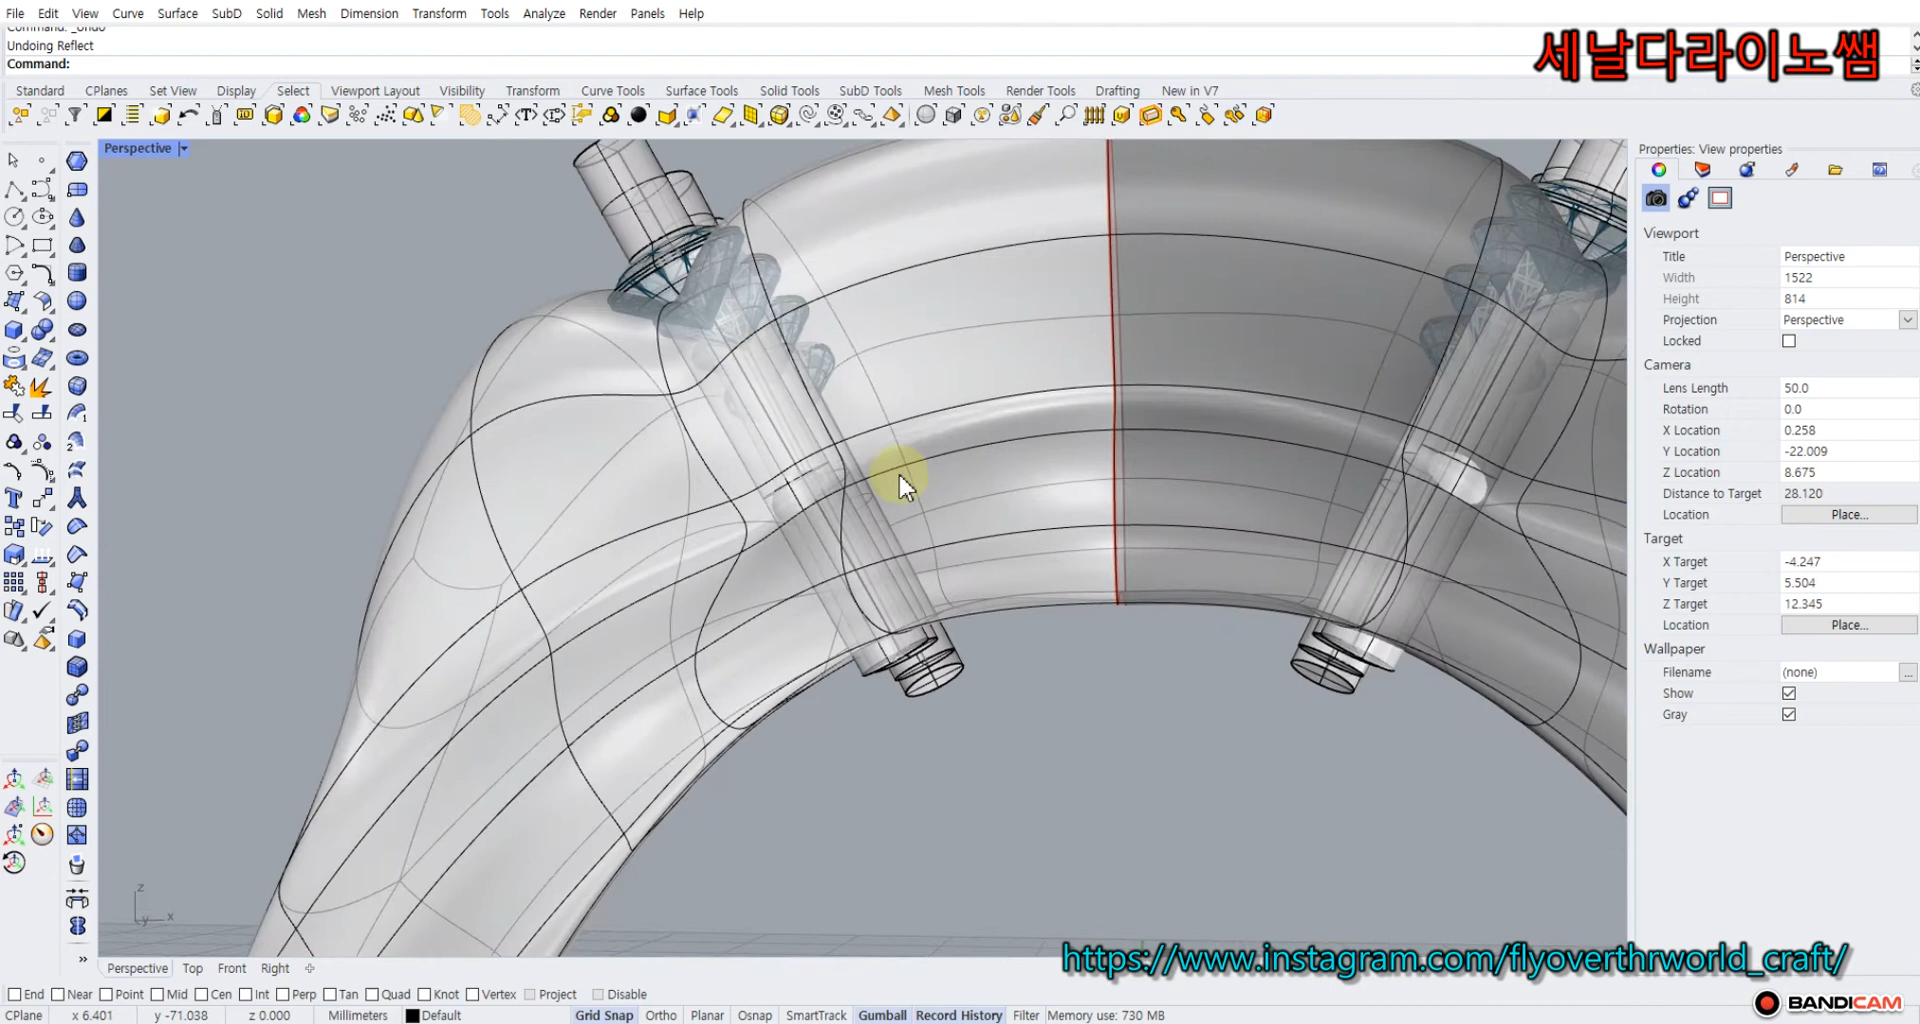 File Edit View Curve Surface SubD Solid Mesh Dimension Transform Tools Analyze Render Panels Help
Command: _Undo
Undoing Reflect
Command:
세날다라이노쌤
Standard CPlanes Set View Display Select Viewport Layout Visibility Transform Curve Tools Surface Tools Solid Tools SubD Tools Mesh Tools Render Tools Drafting New in V7
Perspective
Properties: View properties
Viewport
Title Perspective
Width 1522
Height 814
Projection Perspective
Locked
Camera
Lens Length 50.0
Rotation 0.0
X Location 0.258
Y Location -22.009
Z Location 8.675
Distance to Target 28.120
Location Place...
Target
X Target -4.247
Y Target 5.504
Z Target 12.345
Location Place...
Wallpaper
Filename (none) ...
Show
Gray
z
y x
https://www.instagram.com/flyoverthrworld_craft/
Perspective Top Front Right
End Near Point Mid Cen Int Perp Tan Quad Knot Vertex Project Disable
BANDICAM
CPlane x 6.401 y -71.038 z 0.000 Millimeters Default Grid Snap Ortho Planar Osnap SmartTrack Gumball Record History Filter Memory use: 730 MB